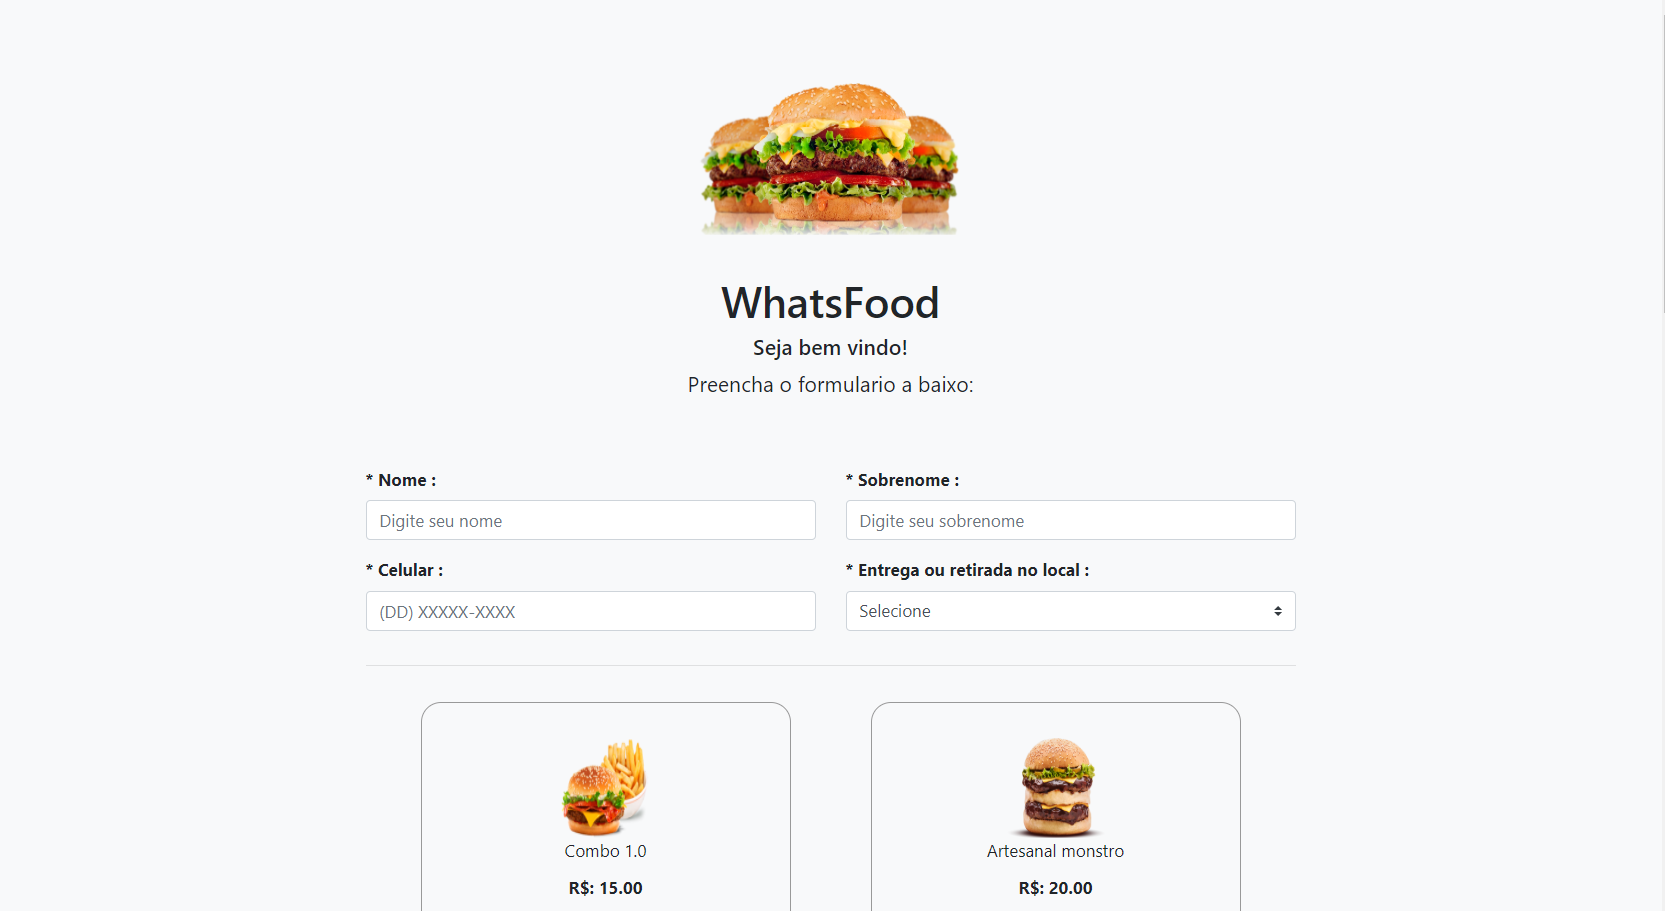 WhatsFood
Seja bem vindo!
Preencha o formulario a baixo:
* Nome :
* Sobrenome :
Digite seu nome
Digite seu sobrenome
* Celular :
* Entrega ou retirada no local :
(DD) XXXXX-XXXX
Selecione
Combo 1.0
Artesanal monstro
R$: 15.00
R$: 20.00